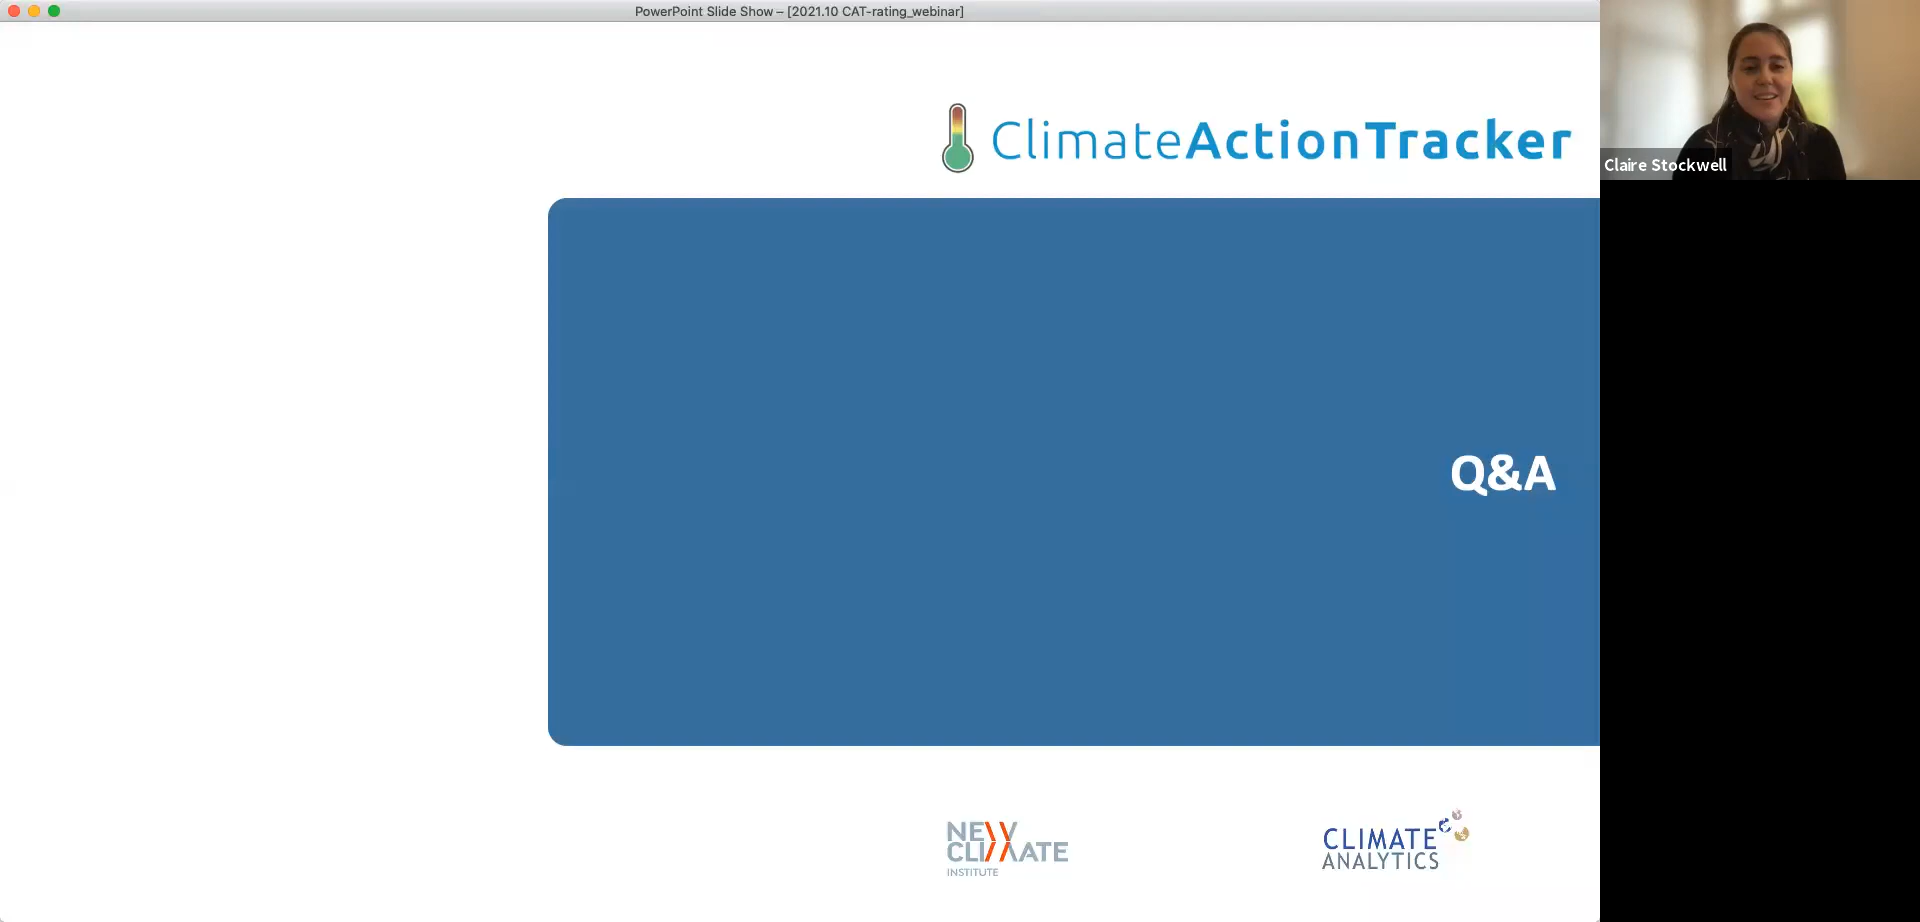 PowerPoint Slide Show – [2021.10 CAT-rating_webinar]
ClimateActionTracker
Claire Stockwell
Q&A
NEW
CLIMATE
INSTITUTE
CLIMATE
ANALYTICS